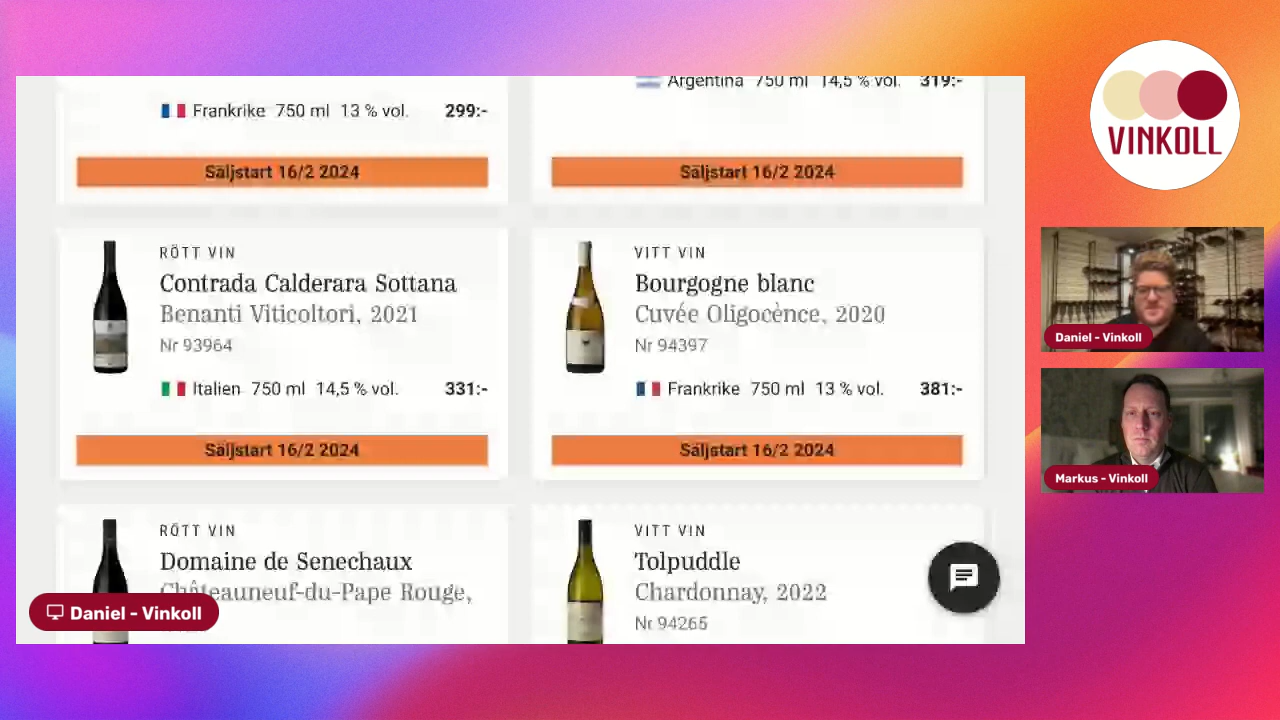 Argentina 750 ml 14,5 % vol. 319:-
Frankrike 750 ml 13 % vol. 299:-
Säljstart 16/2 2024
Säljstart 16/2 2024
RÖTT VIN
Contrada Calderara Sottana
Benanti Viticoltori, 2021
Nr 93964
Italien 750 ml 14,5 % vol. 331:-
Säljstart 16/2 2024
VITT VIN
Bourgogne blanc
Cuvée Oligocènce, 2020
Nr 94397
Frankrike 750 ml 13 % vol. 381:-
Säljstart 16/2 2024
RÖTT VIN
Domaine de Senechaux
Châteauneuf-du-Pape Rouge,
VITT VIN
Tolpuddle
Chardonnay, 2022
Nr 94265
Daniel - Vinkoll
VINKOLL
Daniel - Vinkoll
Markus - Vinkoll